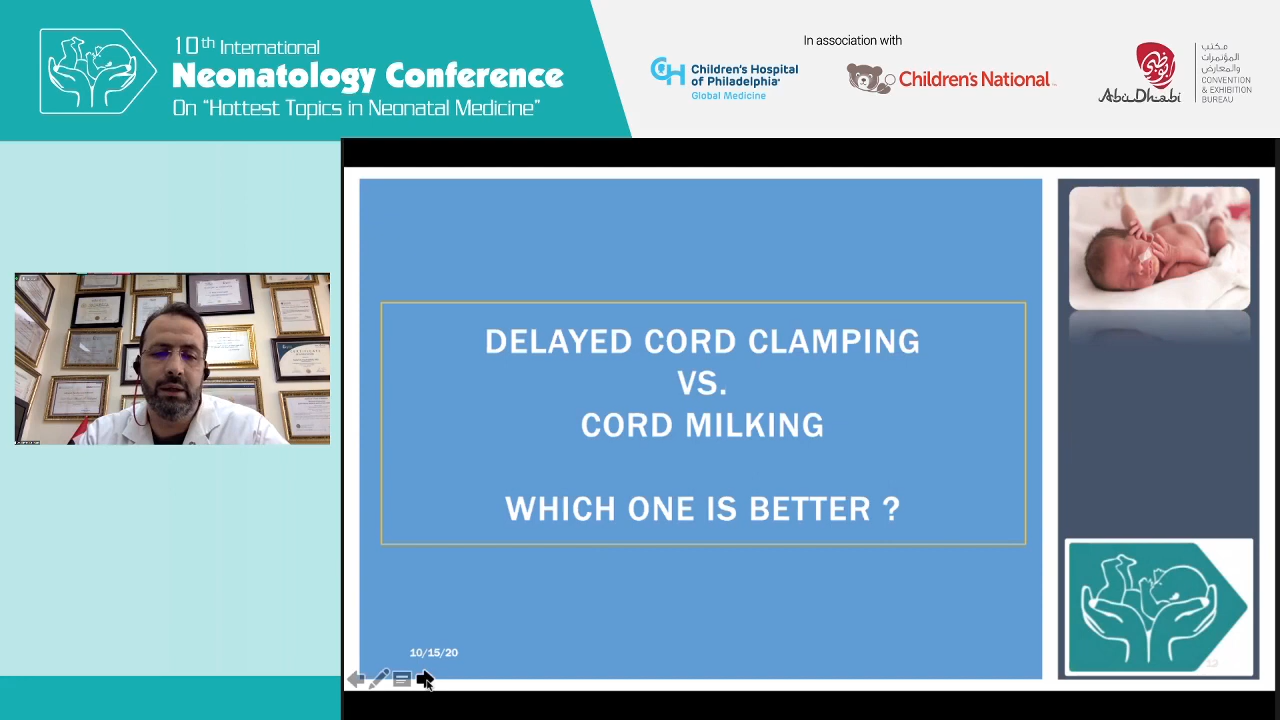 10th International
Neonatology Conference
On “Hottest Topics in Neonatal Medicine”
In association with
Children's Hospital
of Philadelphia
Global Medicine
Children's National
Abu Dhabi
أبوظبي
مكتب
المؤتمرات
والمعارض
CONVENTION
& EXHIBITION
BUREAU
DELAYED CORD CLAMPING
VS.
CORD MILKING
WHICH ONE IS BETTER ?
10/15/20
12